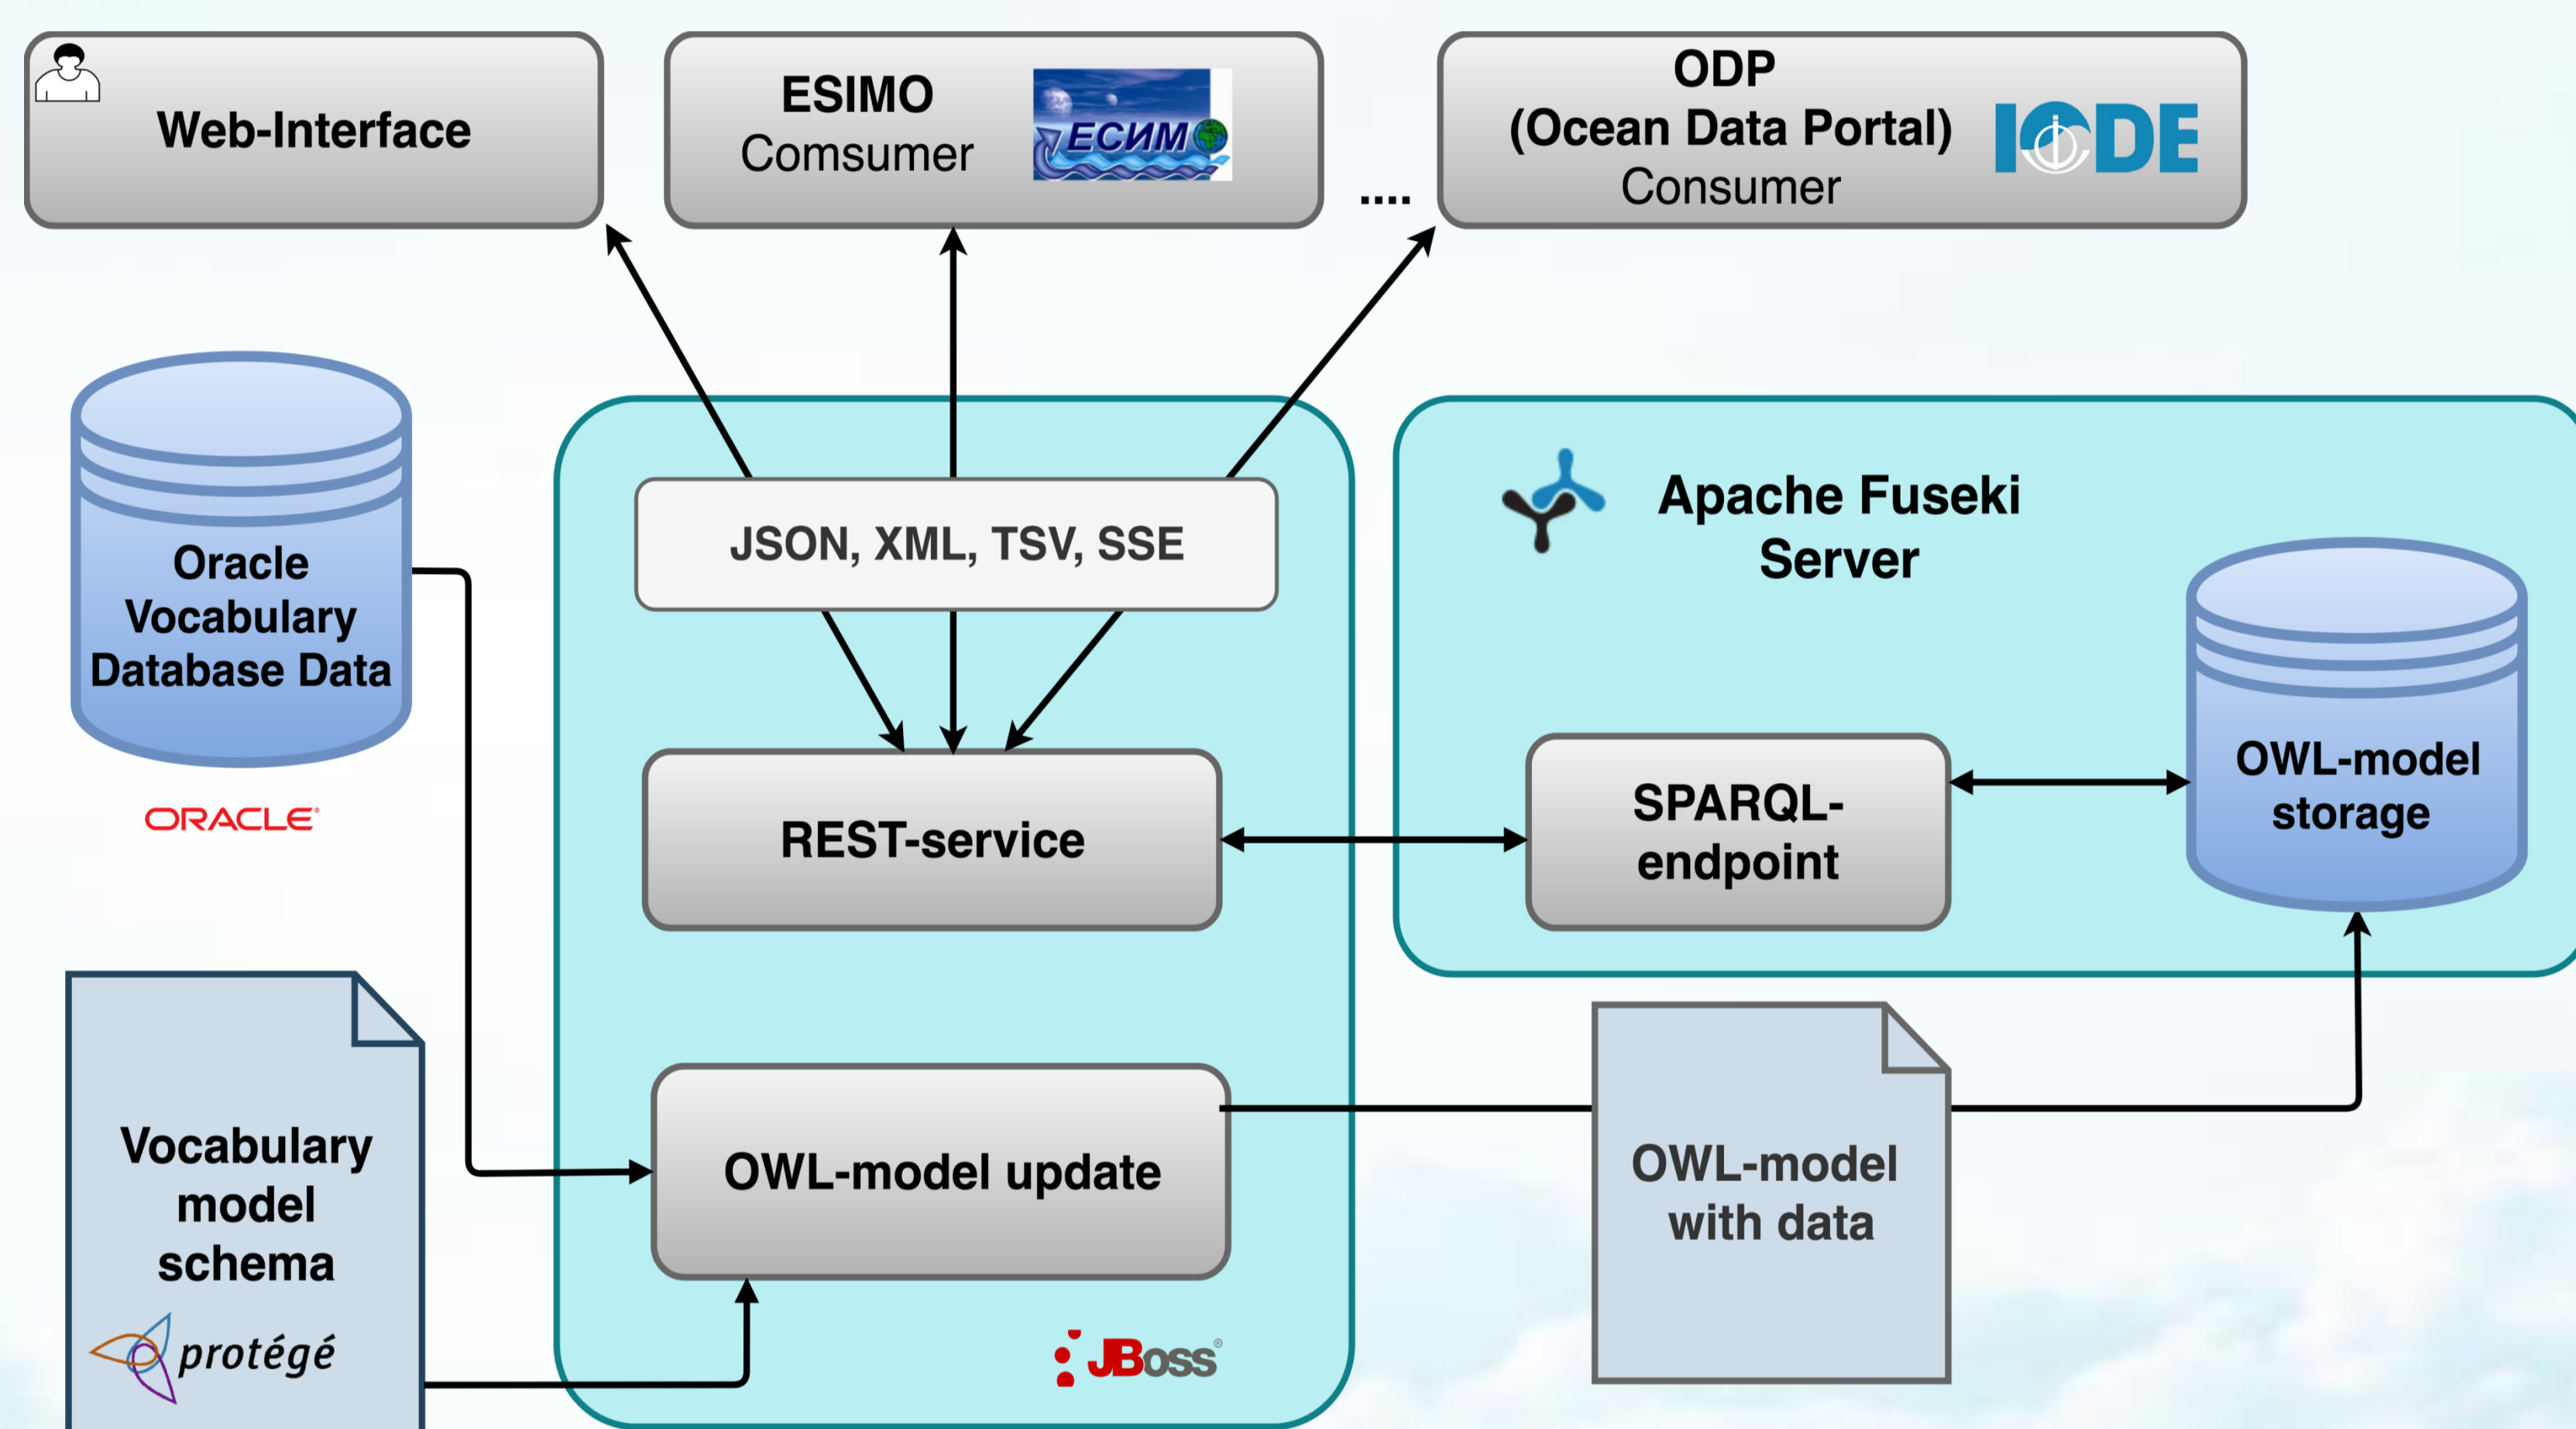 Web-Interface
ESIMO
Comsumer
ЕСИМО
....
ODP
(Ocean Data Portal)
Consumer
IODE
Oracle
Vocabulary
Database Data
ORACLE®
JSON, XML, TSV, SSE
Apache Fuseki
Server
REST-service
SPARQL-
endpoint
OWL-model
storage
Vocabulary
model
schema
protégé
OWL-model update
JBoss®
OWL-model
with data